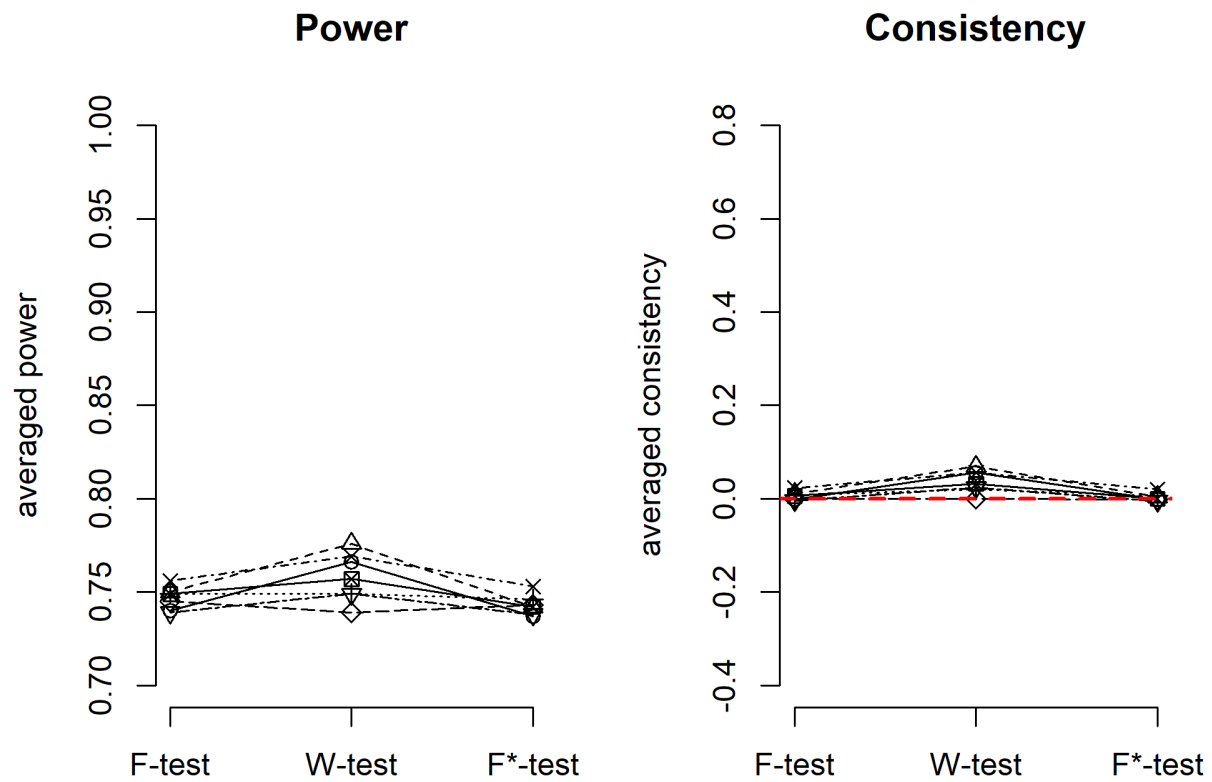 Power
averaged power
1.00
0.95
0.90
0.85
0.80
0.75
0.70
F-test W-test F*-test
Consistency
averaged consistency
0.8
0.6
0.4
0.2
0.0
-0.2
-0.4
F-test W-test F*-test